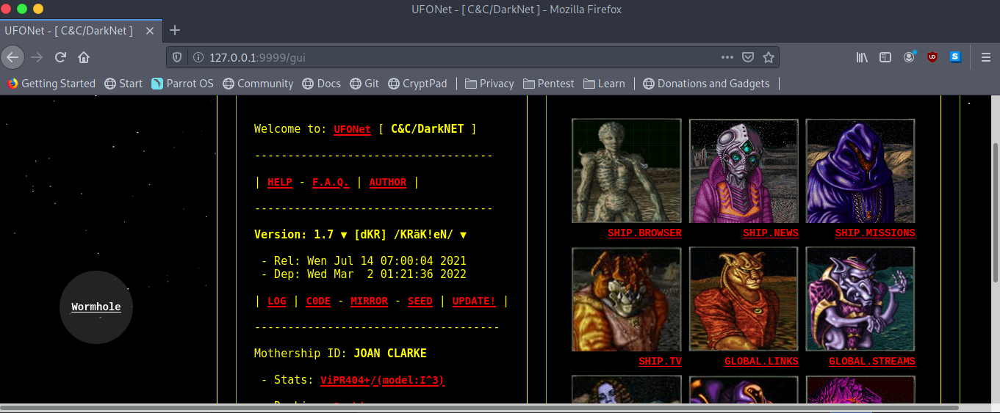 UFONet - [ C&C/DarkNet ] - Mozilla Firefox
UFONet - [ C&C/DarkNet ]
127.0.0.1:9999/gui
Getting Started Start Parrot OS Community Docs Git CryptPad Privacy Pentest Learn Donations and Gadgets
Wormhole
Welcome to: UFONet [ C&C/DarkNET ]
------------------------------------
| HELP - F.A.Q. | AUTHOR |
------------------------------------
Version: 1.7 ▼ [dKR] /KRäK!eN/ ▼
- Rel: Wen Jul 14 07:00:04 2021
- Dep: Wed Mar 2 01:21:36 2022
| LOG | C0DE - MIRROR - SEED | UPDATE! |
-------------------------------------
Mothership ID: JOAN CLARKE
- Stats: ViPR404+/(model:I^3)
SHIP.BROWSER SHIP.NEWS SHIP.MISSIONS
SHIP.TV GLOBAL.LINKS GLOBAL.STREAMS